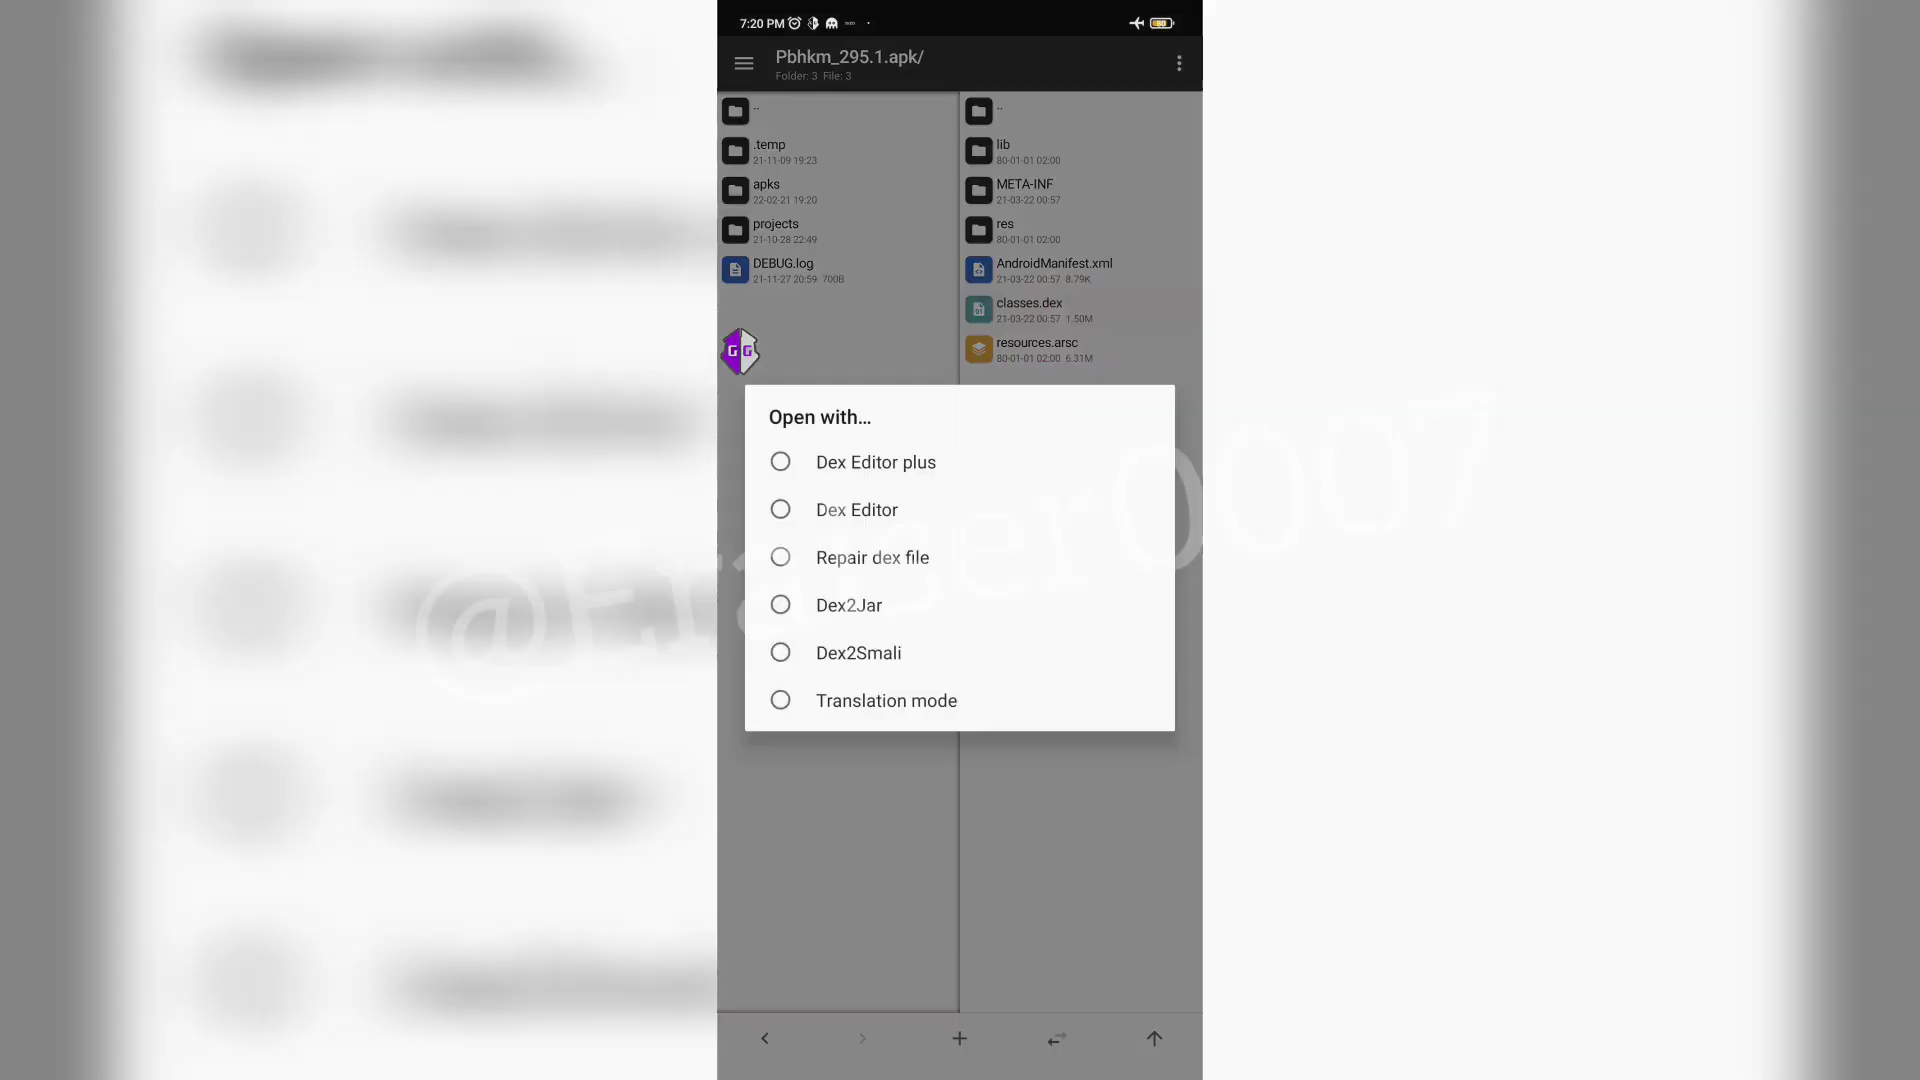 7:20 PM
80
Pbhkm_295.1.apk/
Folder: 3 File: 3
..
.temp
21-11-09 19:23
apks
22-02-21 19:20
projects
21-10-28 22:49
DEBUG.log
21-11-27 20:59 700B
GG
..
lib
80-01-01 02:00
META-INF
21-03-22 00:57
res
80-01-01 02:00
AndroidManifest.xml
21-03-22 00:57 8.79K
classes.dex
21-03-22 00:57 1.50M
resources.arsc
80-01-01 02:00 6.31M
Open with...
Dex Editor plus
Dex Editor
Repair dex file
Dex2Jar
Dex2Smali
Translation mode